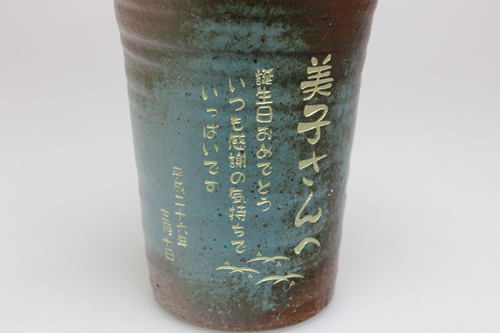 美子さんへ
誕生日おめでとう
いつも感謝の気持ちで
いっぱいです
平成二十六年
三月十日